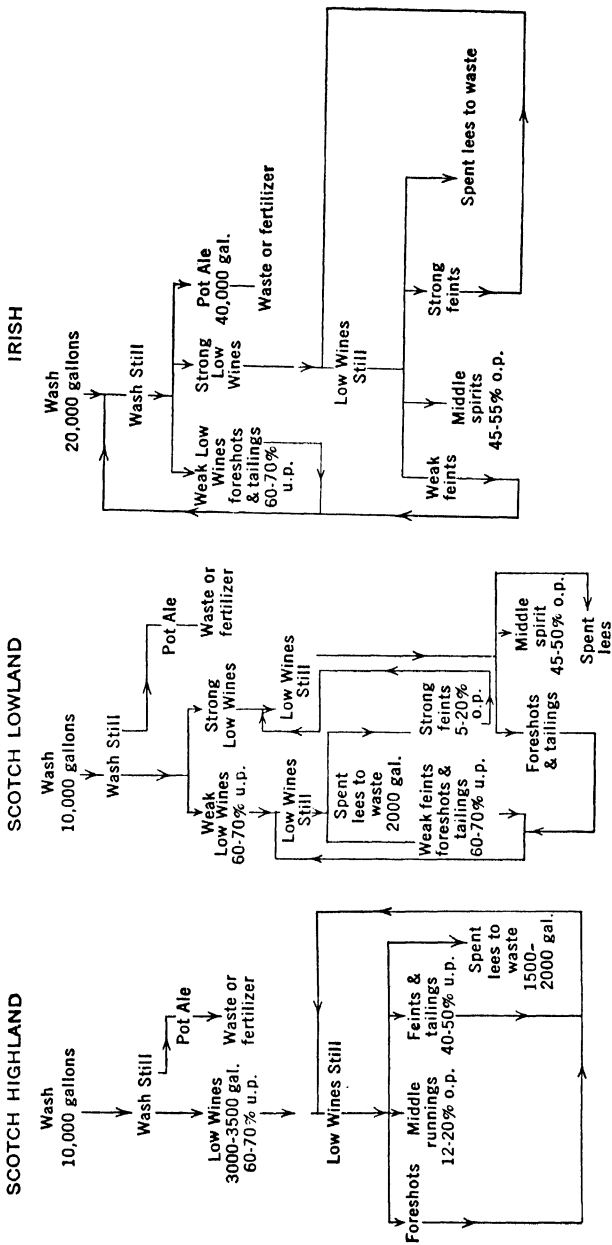 SCOTCH HIGHLAND
Wash
10,000 gallons
Wash Still
Pot Ale
Waste or
fertilizer
Low Wines
3000-3500 gal.
60-70% u.p.
Low Wines Still
Foreshots
Middle
runnings
12-20% o.p.
Feints &
tailings
40-50% u.p.
Spent
lees to
waste
1500-
2000 gal.
SCOTCH LOWLAND
Wash
10,000 gallons
Wash Still
Pot Ale
Waste or
fertilizer
Weak
Low Wines
60-70% u.p.
Strong
Low Wines
Low Wines
Still
Low Wines
Still
Spent
lees to
waste
2000 gal.
Weak feints
foreshots &
tailings
60-70% u.p.
Strong
feints
5-20%
o.p.
Foreshots
& tailings
Middle
spirit
45-50% o.p.
Spent
lees
IRISH
Wash
20,000 gallons
Wash Still
Weak Low
Wines
foreshots
& tailings
60-70%
u.p.
Strong
Low
Wines
Pot Ale
40,000 gal.
Waste or fertilizer
Low Wines
Still
Weak
feints
Middle
spirits
45-55% o.p.
Strong
feints
Spent lees to waste